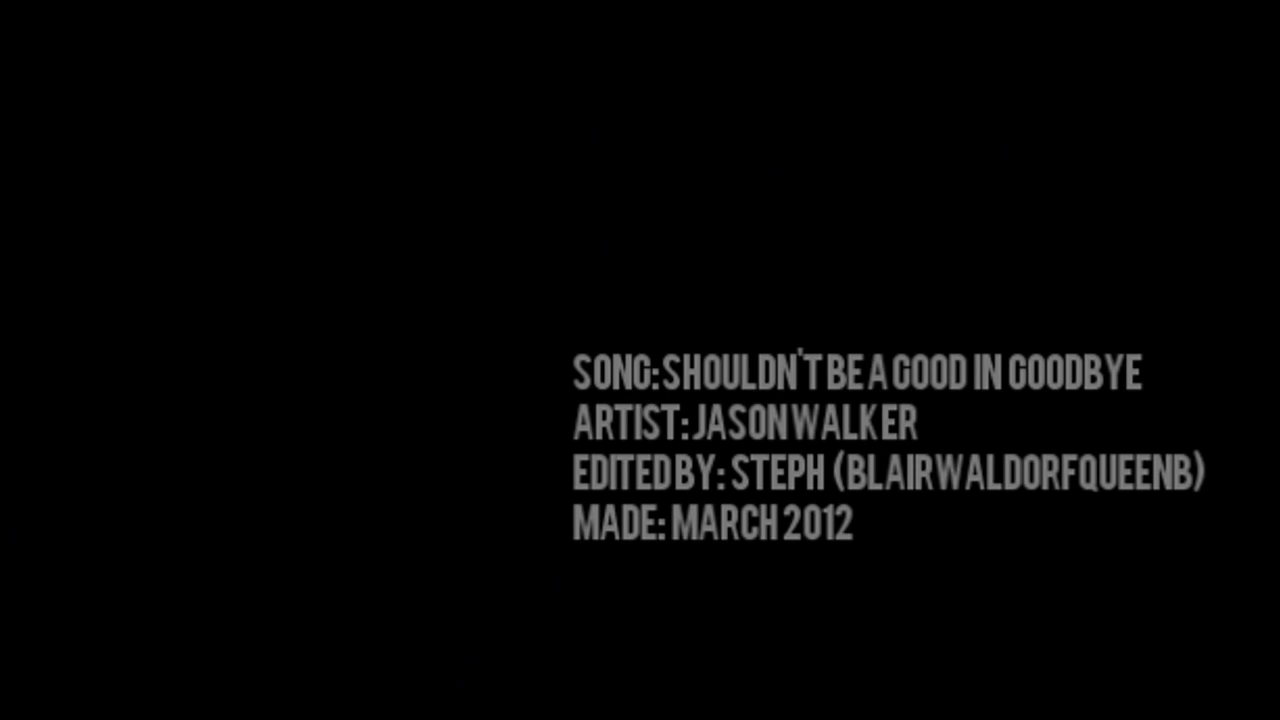 SONG: SHOULDN'T BE A GOOD IN GOODBYE
ARTIST: JASON WALKER
EDITED BY: STEPH (BLAIRWALDORFQUEENB)
MADE: MARCH 2012